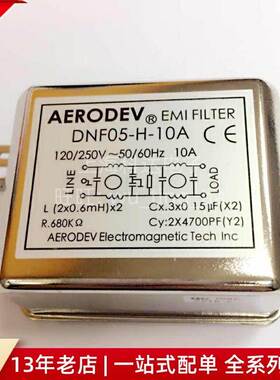 AERODEV® EMI FILTER
DNF05-H-10A CE
120/250V~50/60Hz 10A
LINE
LOAD
L (2x0.6mH)x2 Cx.3x0 15μF(X2)
R.680KΩ Cy:2X4700PF(Y2)
AERODEV Electromagnetic Tech Inc
13年老店 | 一站式配单 全系列